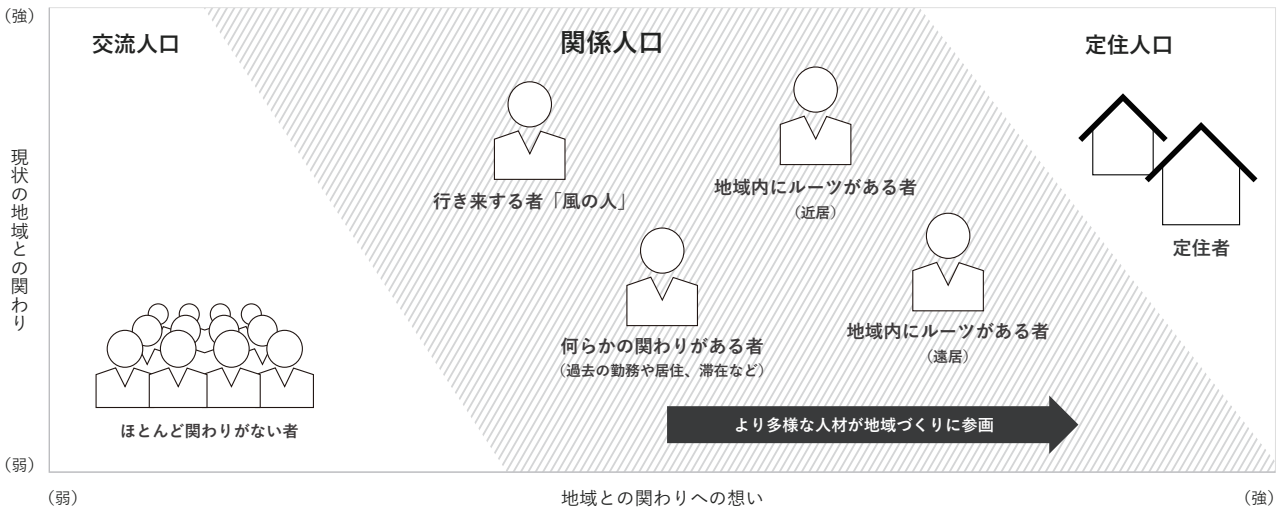 （強）
交流人口
関係人口
定住人口
現状の地域との関わり
行き来する者「風の人」
地域内にルーツがある者
（近居）
定住者
何らかの関わりがある者
（過去の勤務や居住、滞在など）
地域内にルーツがある者
（遠居）
ほとんど関わりがない者
より多様な人材が地域づくりに参画
（弱）
（弱）
地域との関わりへの想い
（強）